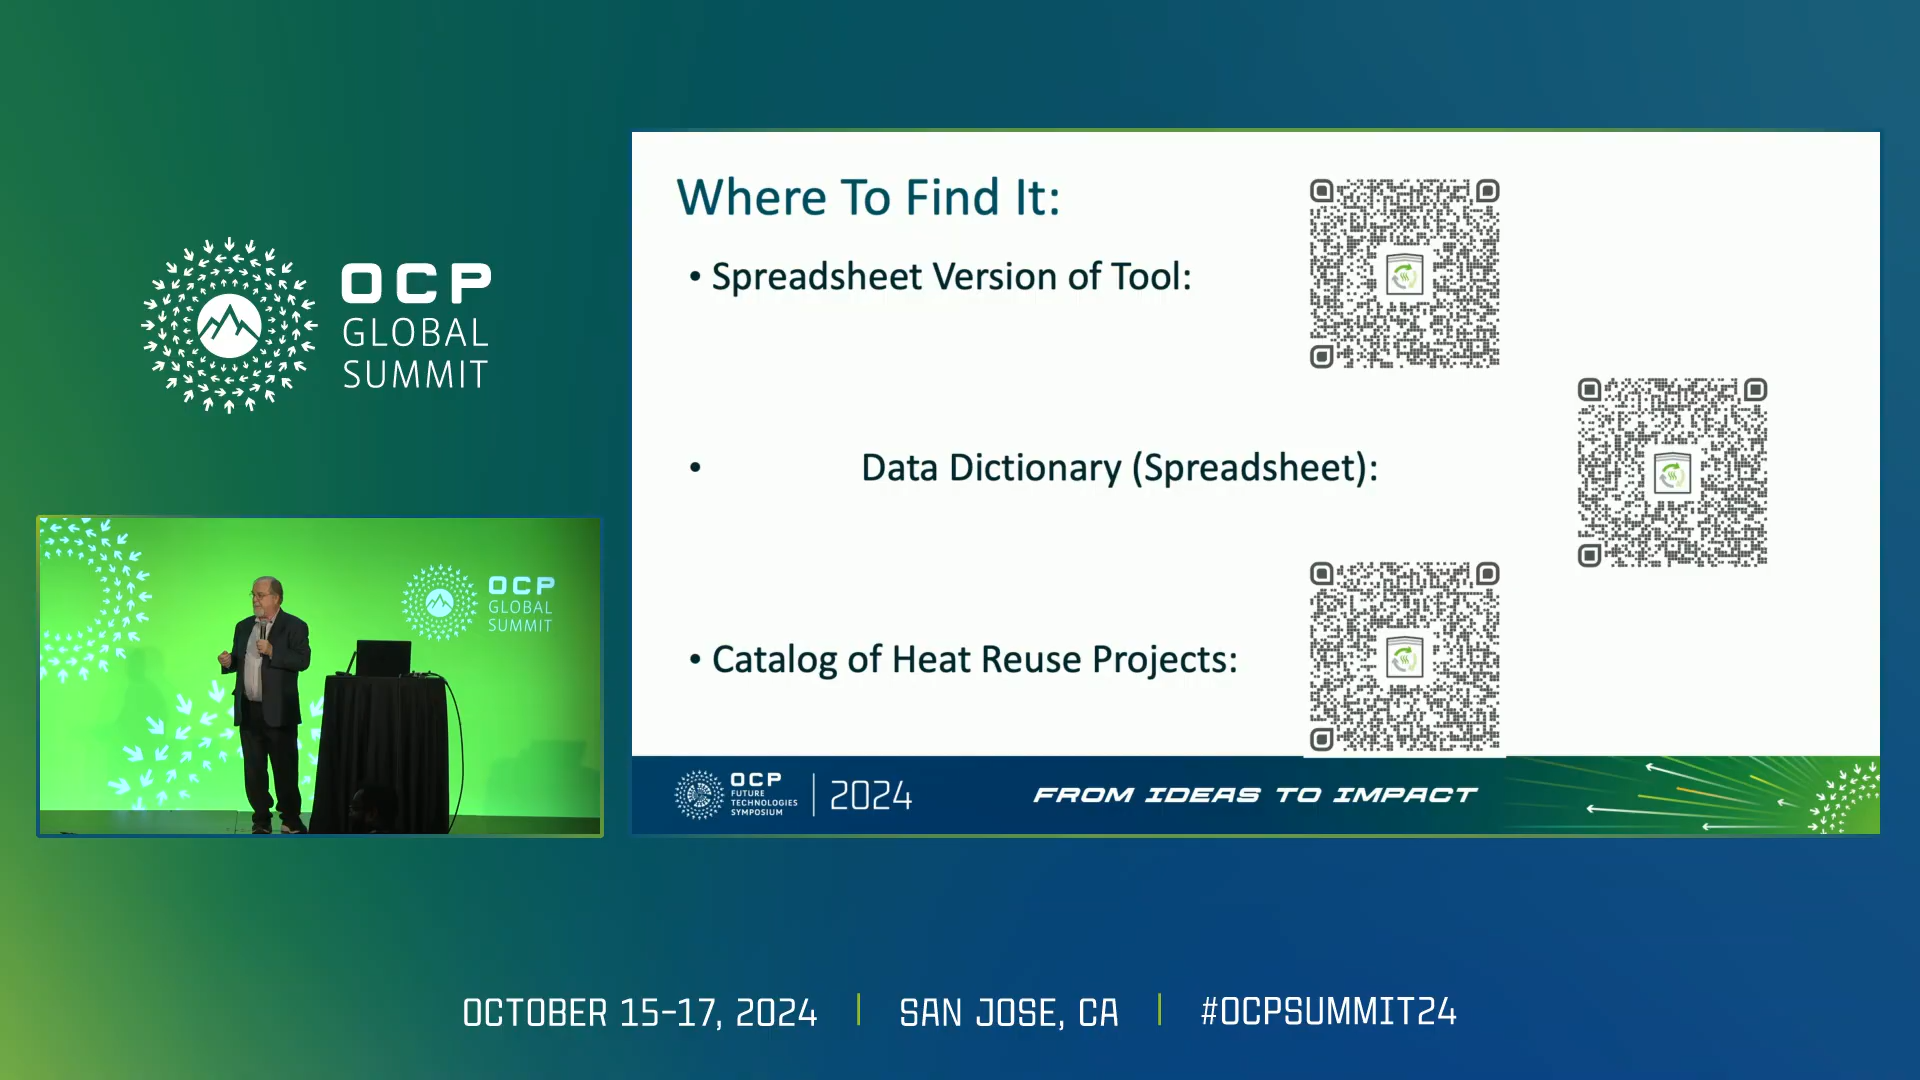 OCP
GLOBAL
SUMMIT
OCP
GLOBAL
SUMMIT
Where To Find It:
• Spreadsheet Version of Tool:
• Data Dictionary (Spreadsheet):
• Catalog of Heat Reuse Projects:
OCP
FUTURE
TECHNOLOGIES
SYMPOSIUM
2024
FROM IDEAS TO IMPACT
OCTOBER 15-17, 2024 | SAN JOSE, CA | #OCPSUMMIT24